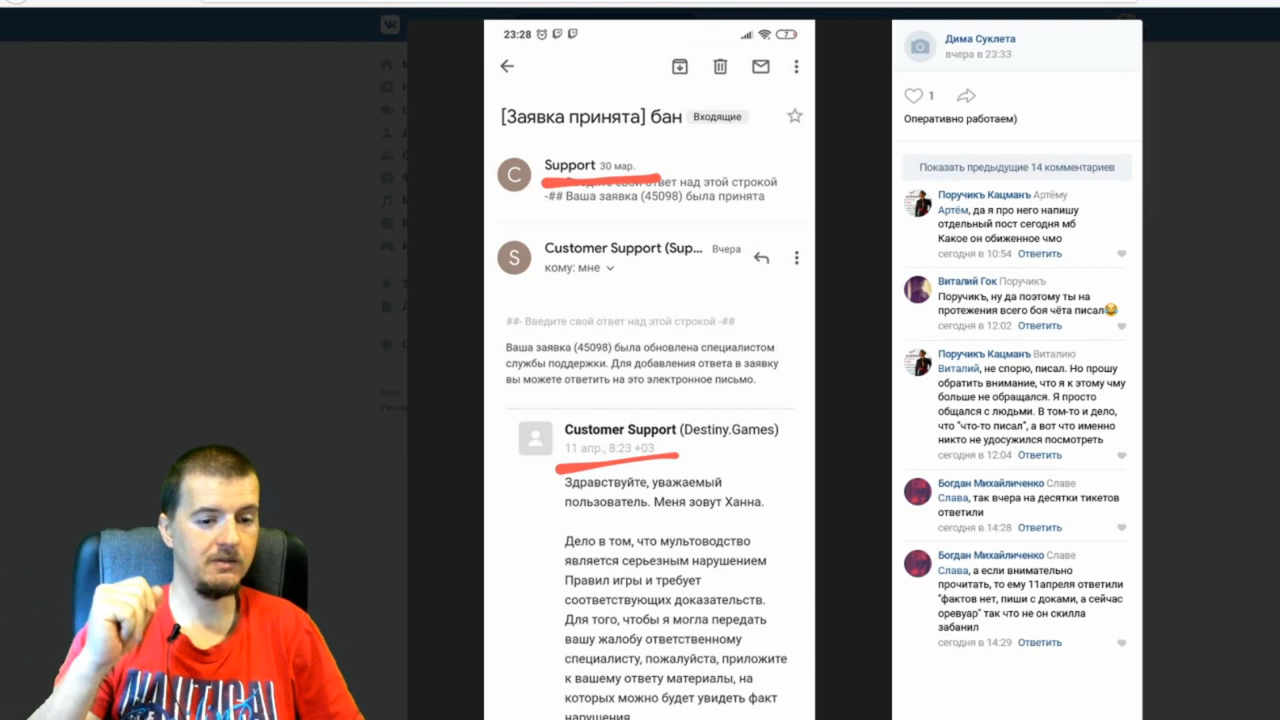 23:28
7
[Заявка принята] бан
Входящие
C
Support 30 мар.
ответ над этой строкой
-## Ваша заявка (45098) была принята
S
Customer Support (Sup...
Вчера
кому: мне
##- Введите свой ответ над этой строкой -##
Ваша заявка (45098) была обновлена специалистом
службы поддержки. Для добавления ответа в заявку
вы можете ответить на это электронное письмо.
Customer Support (Destiny.Games)
11 апр., 8:23 +03
Здравствуйте, уважаемый
пользователь. Меня зовут Ханна.
Дело в том, что мультоводство
является серьезным нарушением
Правил игры и требует
соответствующих доказательств.
Для того, чтобы я могла передать
вашу жалобу ответственному
специалисту, пожалуйста, приложите
к вашему ответу материалы, на
которых можно будет увидеть факт
нарушения
Дима Суклета
вчера в 23:33
1
Оперативно работаем)
Показать предыдущие 14 комментариев
Поручикъ Кацманъ Артёму
Артём, да я про него напишу
отдельный пост сегодня мб
Какое он обиженное чмо
сегодня в 10:54 Ответить
Виталий Гок Поручикъ
Поручикъ, ну да поэтому ты на
протежения всего боя чёта писал😂
сегодня в 12:02 Ответить
Поручикъ Кацманъ Виталию
Виталий, не спорю, писал. Но прошу
обратить внимание, что я к этому чму
больше не обращался. Я просто
общался с людьми. В том-то и дело,
что "что-то писал", а вот что именно
никто не удосужился посмотреть
сегодня в 12:04 Ответить
Богдан Михайличенко Славе
Слава, так вчера на десятки тикетов
ответили
сегодня в 14:28 Ответить
Богдан Михайличенко Славе
Слава, а если внимательно
прочитать, то ему 11апреля ответили
"фактов нет, пиши с доками, а сейчас
оревуар" так что не он скилла
забанил
сегодня в 14:29 Ответить
NAUTICAL